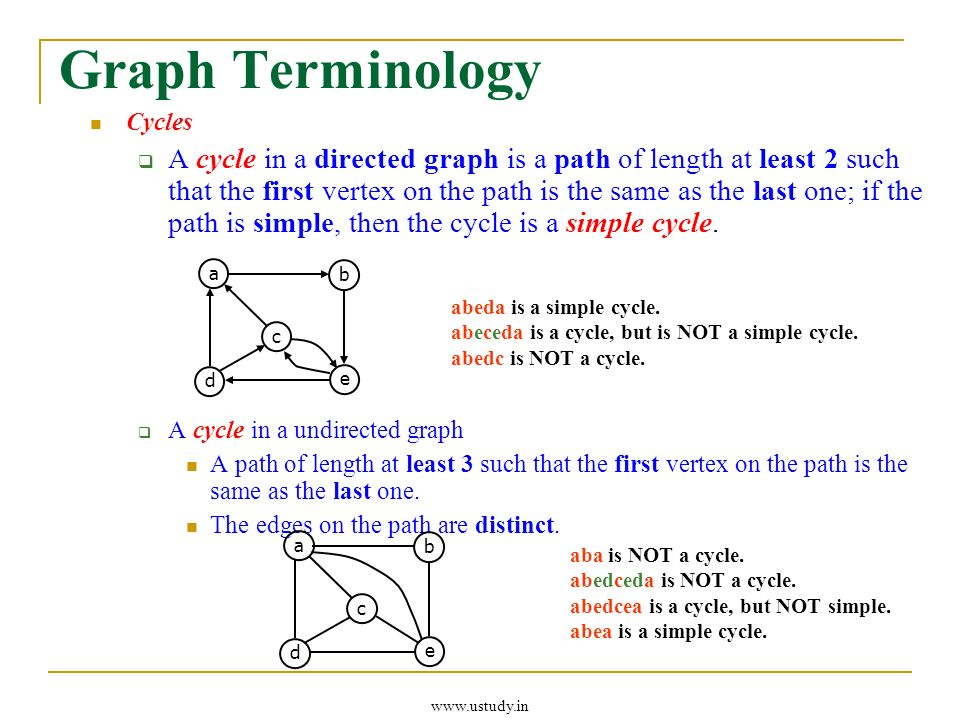 Graph Terminology
Cycles
A cycle in a directed graph is a path of length at least 2 such
that the first vertex on the path is the same as the last one; if the
path is simple, then the cycle is a simple cycle.
a
b
c
d
e
abeda is a simple cycle.
abeceda is a cycle, but is NOT a simple cycle.
abedc is NOT a cycle.
A cycle in a undirected graph
A path of length at least 3 such that the first vertex on the path is the
same as the last one.
The edges on the path are distinct.
a
b
c
d
e
aba is NOT a cycle.
abedceda is NOT a cycle.
abedcea is a cycle, but NOT simple.
abea is a simple cycle.
www.ustudy.in